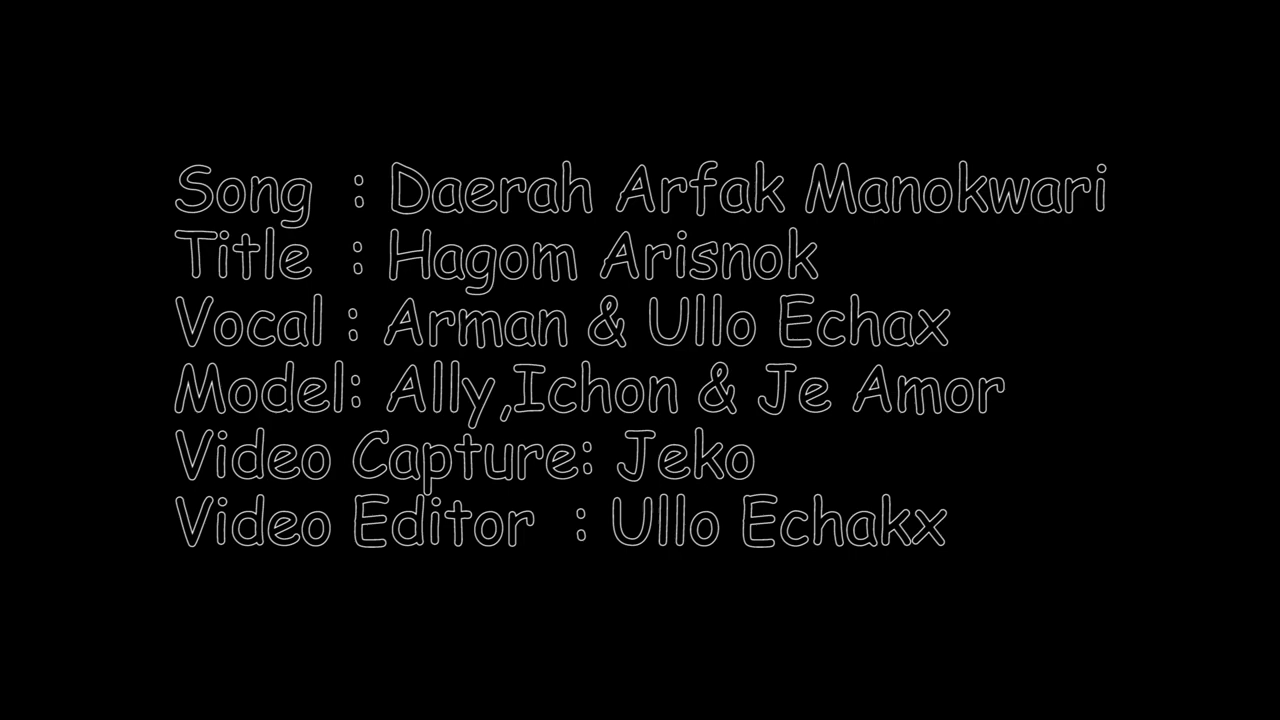 Song : Daerah Arfak Manokwari
Title : Hagom Arisnok
Vocal : Arman & Ullo Echax
Model: Ally,Ichon & Je Amor
Video Capture: Jeko
Video Editor : Ullo Echakx